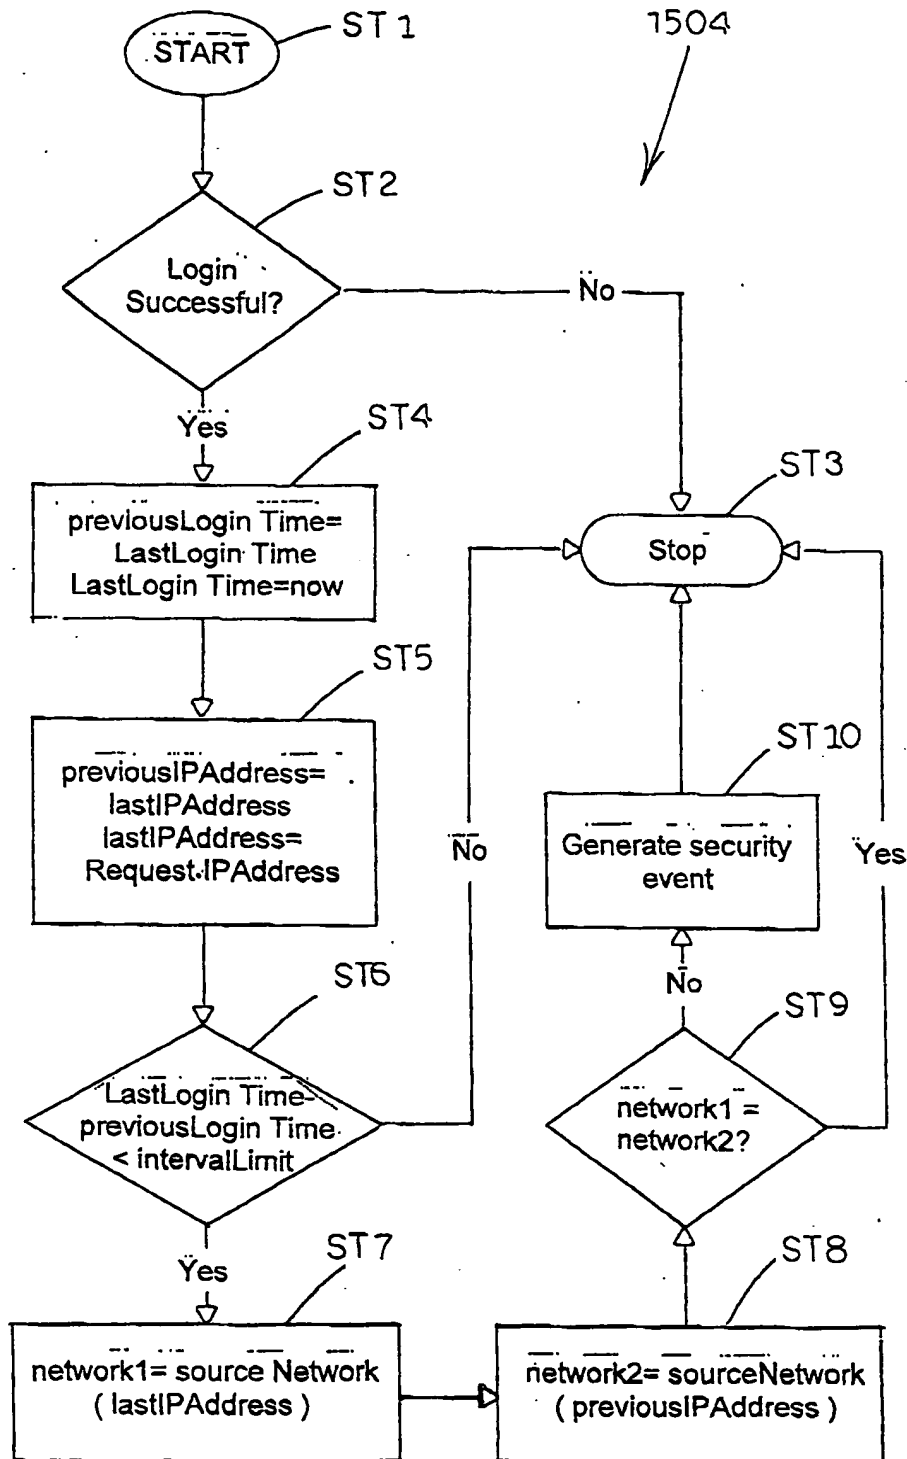 START
ST1
1504
ST2
Login
Successful?
No
Yes
ST4
previousLogin Time=
LastLogin Time
LastLogin Time=now
ST3
Stop
ST5
previousIPAddress=
lastIPAddress
lastIPAddress=
Request.IPAddress
No
ST10
Generate security
event
Yes
No
ST6
LastLogin Time-
previousLogin Time
< intervalLimit
ST9
network1 =
network2?
Yes
ST7
network1= source Network
( lastIPAddress )
ST8
network2= sourceNetwork
( previousIPAddress )